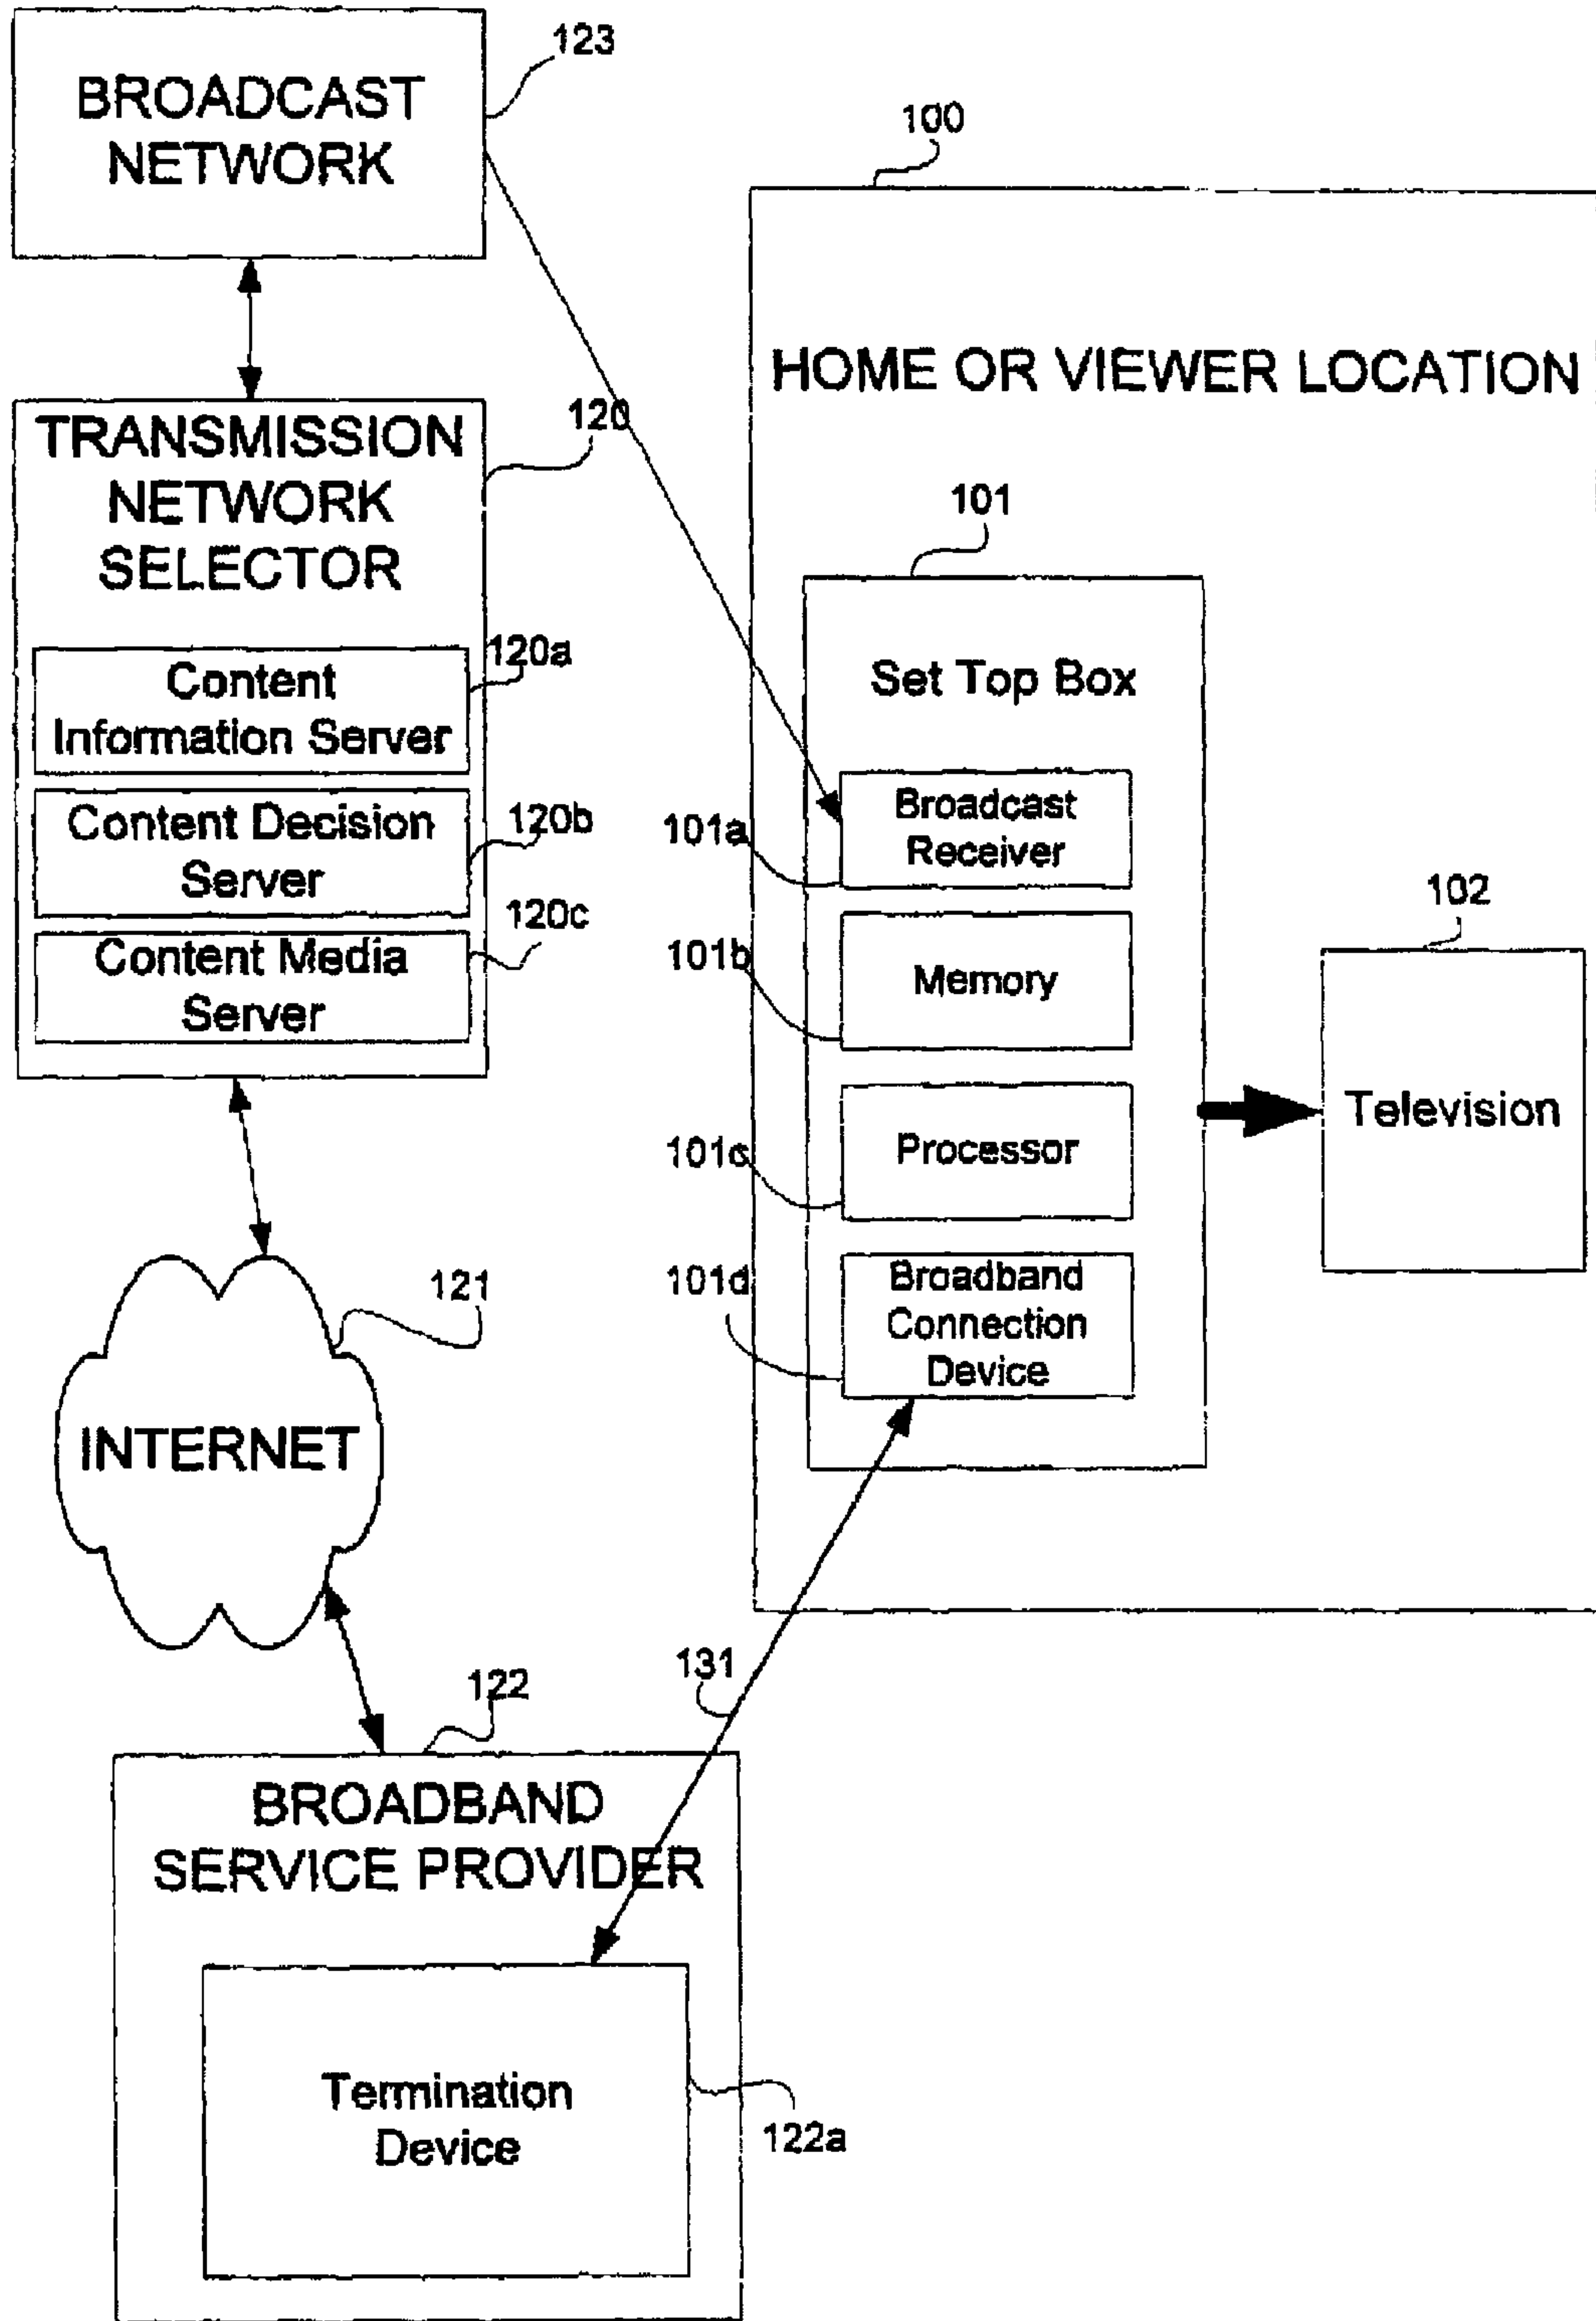 BROADCAST
NETWORK
123
TRANSMISSION
NETWORK
SELECTOR
120
Content
Information Server
120a
Content Decision
Server
120b
Content Media
Server
120c
INTERNET
121
BROADBAND
SERVICE PROVIDER
122
Termination
Device
122a
131
100
HOME OR VIEWER LOCATION
101
Set Top Box
Broadcast
Receiver
101a
Memory
101b
Processor
101c
Broadband
Connection
Device
101d
102
Television